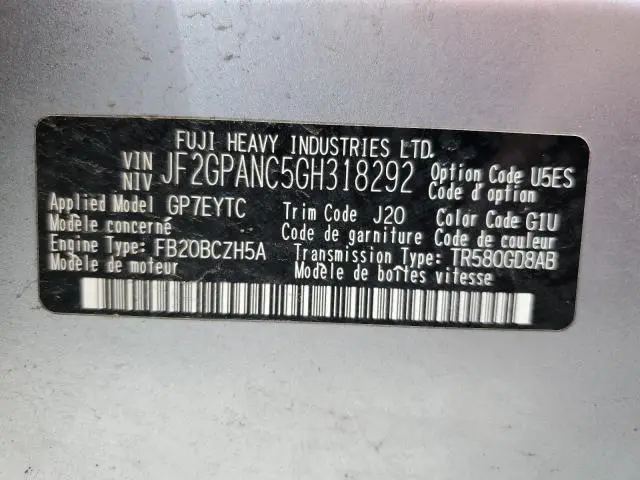 FUJI HEAVY INDUSTRIES LTD.
VIN
NIV
JF2GPANC5GH318292
Option Code U5ES
Code d'option
Applied Model GP7EYTC
Modèle concerné
Trim Code J20
Code de garniture
Color Code G1U
Code de couleur
Engine Type: FB20BCZH5A
Modèle de moteur
Transmission Type: TR580GD8AB
Modèle de boîtes vitesse